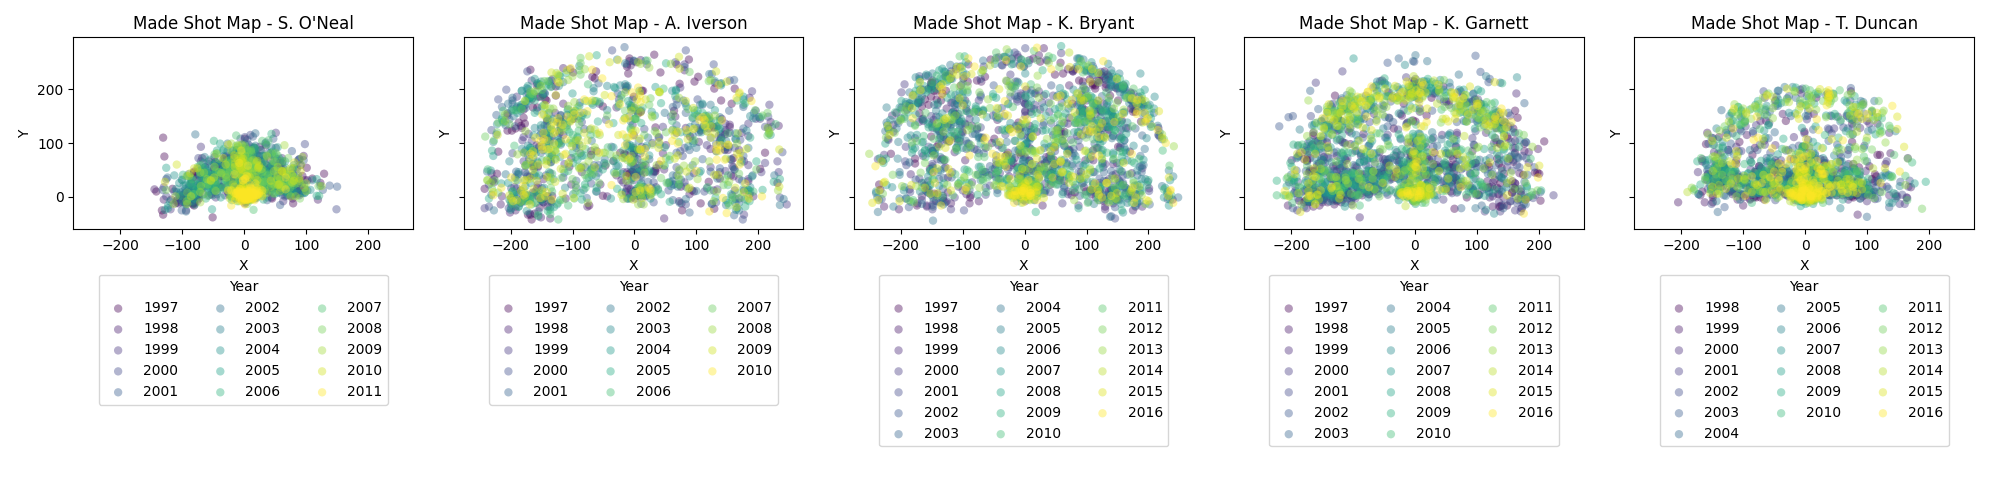 Made Shot Map - S. O'Neal
Made Shot Map - A. Iverson
Made Shot Map - K. Bryant
Made Shot Map - K. Garnett
Made Shot Map - T. Duncan
Y
200
100
0
−200 −100 0 100 200
X
Y
−200 −100 0 100 200
X
Y
−200 −100 0 100 200
X
Y
−200 −100 0 100 200
X
Y
−200 −100 0 100 200
X
Year
1997 2002 2007
1998 2003 2008
1999 2004 2009
2000 2005 2010
2001 2006 2011
Year
1997 2002 2007
1998 2003 2008
1999 2004 2009
2000 2005 2010
2001 2006
Year
1997 2004 2011
1998 2005 2012
1999 2006 2013
2000 2007 2014
2001 2008 2015
2002 2009 2016
2003 2010
Year
1997 2004 2011
1998 2005 2012
1999 2006 2013
2000 2007 2014
2001 2008 2015
2002 2009 2016
2003 2010
Year
1998 2005 2011
1999 2006 2012
2000 2007 2013
2001 2008 2014
2002 2009 2015
2003 2010 2016
2004